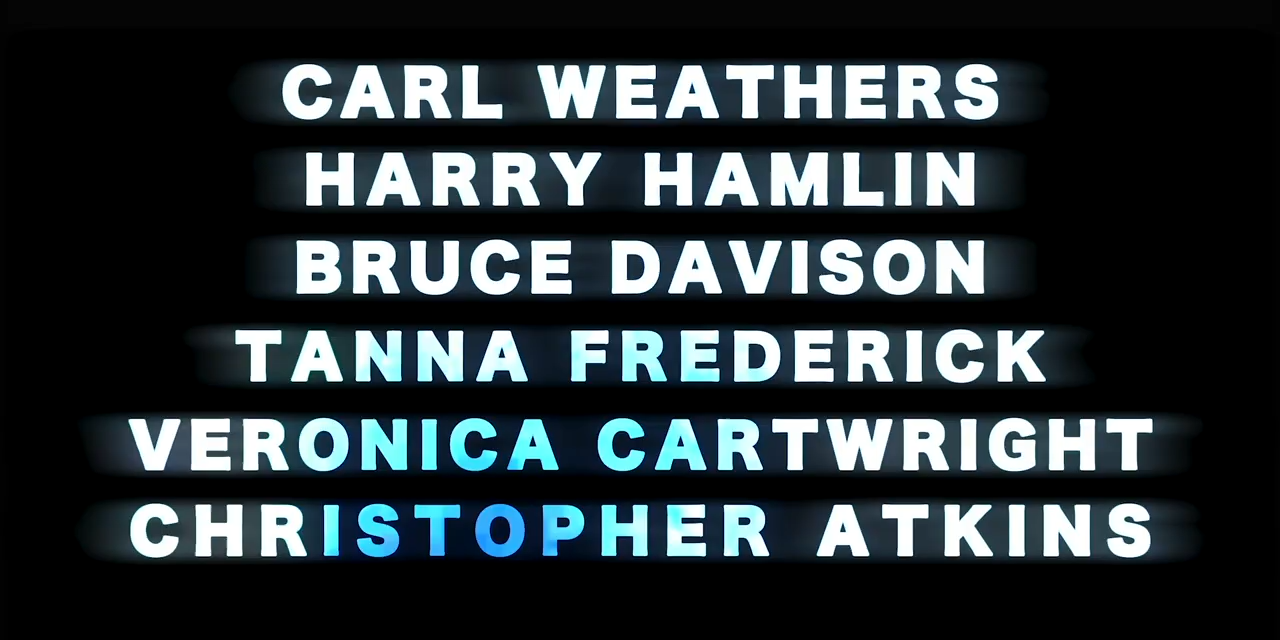 CARL WEATHERS
HARRY HAMLIN
BRUCE DAVISON
TANNA FREDERICK
VERONICA CARTWRIGHT
CHRISTOPHER ATKINS